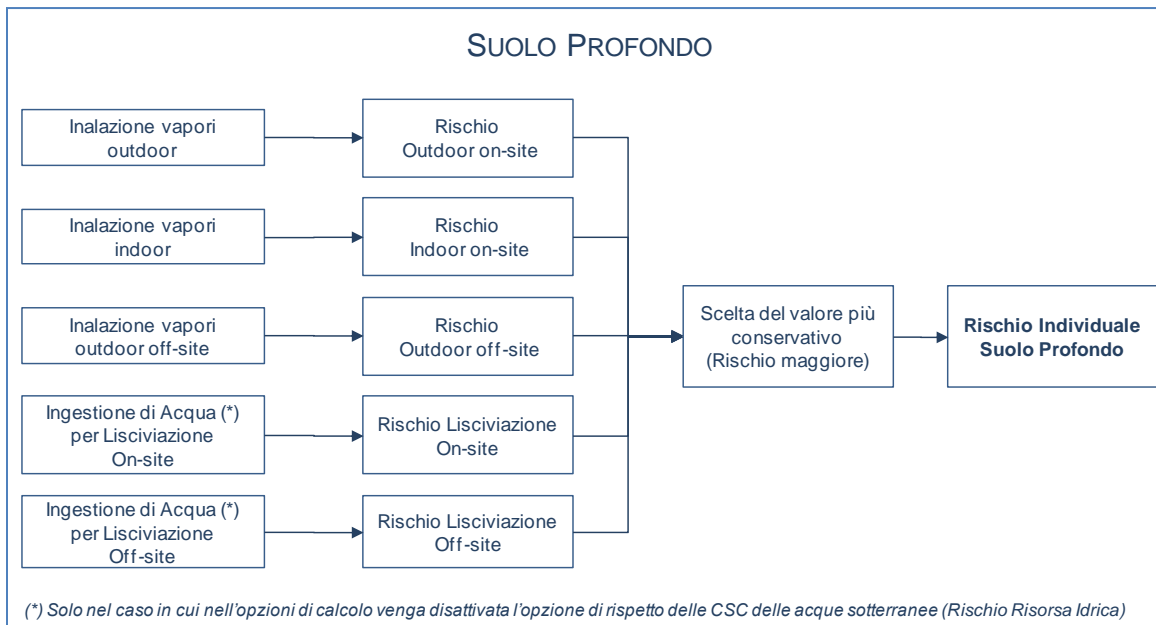 SUOLO PROFONDO
Inalazione vapori
outdoor
Rischio
Outdoor on-site
Inalazione vapori
indoor
Rischio
Indoor on-site
Inalazione vapori
outdoor off-site
Rischio
Outdoor off-site
Ingestione di Acqua (*)
per Lisciviazione
On-site
Rischio Lisciviazione
On-site
Ingestione di Acqua (*)
per Lisciviazione
Off-site
Rischio Lisciviazione
Off-site
Scelta del valore più
conservativo
(Rischio maggiore)
Rischio Individuale
Suolo Profondo
(*) Solo nel caso in cui nell'opzioni di calcolo venga disattivata l'opzione di rispetto delle CSC delle acque sotterranee (Rischio Risorsa Idrica)